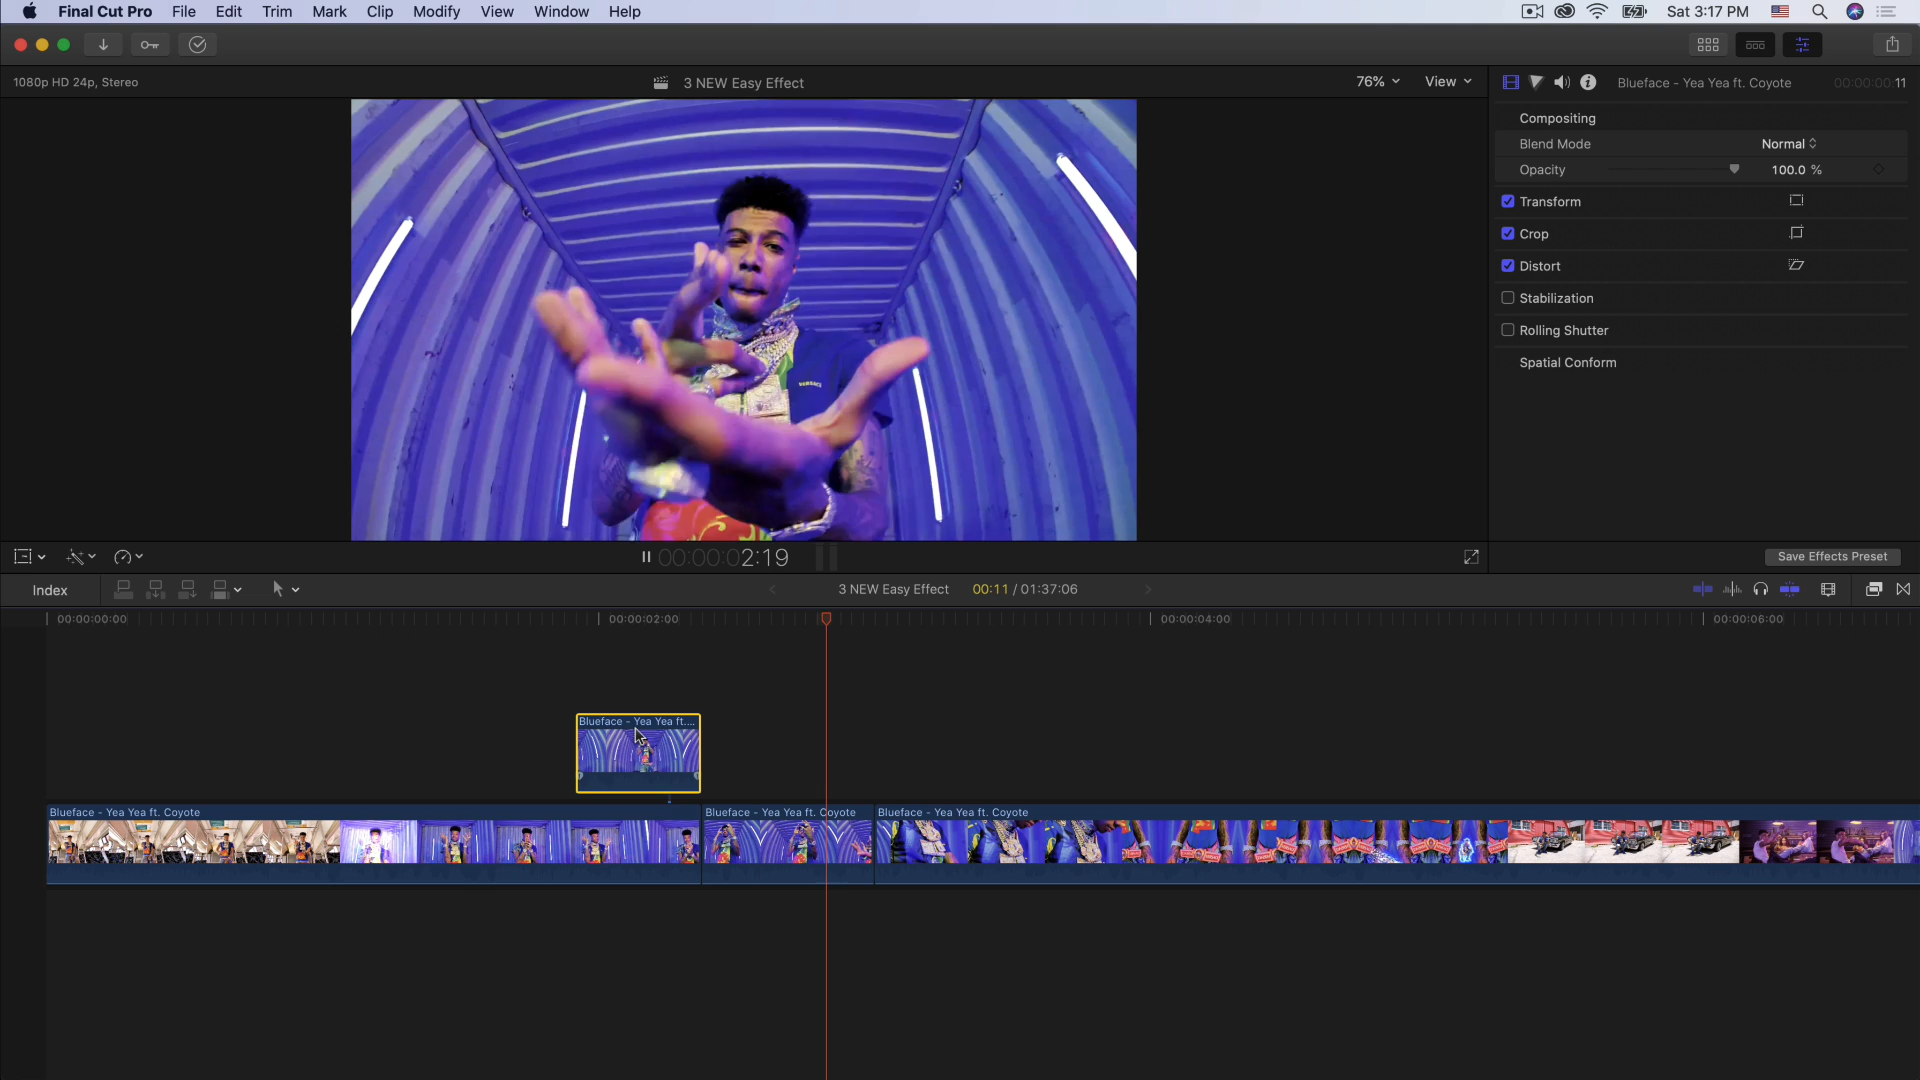 Final Cut Pro File Edit Trim Mark Clip Modify View Window Help Sat 3:17 PM
1080p HD 24p, Stereo 3 NEW Easy Effect 76% View Blueface - Yea Yea ft. Coyote 00:00:00:11
Compositing
Blend Mode Normal
Opacity 100.0 %
Transform
Crop
Distort
Stabilization
Rolling Shutter
Spatial Conform
VERSACE
00:00:02:19 Save Effects Preset
Index 3 NEW Easy Effect 00:11 / 01:37:06
00:00:00:00 00:00:02:00 00:00:04:00 00:00:06:00
Blueface - Yea Yea ft....
Blueface - Yea Yea ft. Coyote Blueface - Yea Yea ft. Coyote Blueface - Yea Yea ft. Coyote